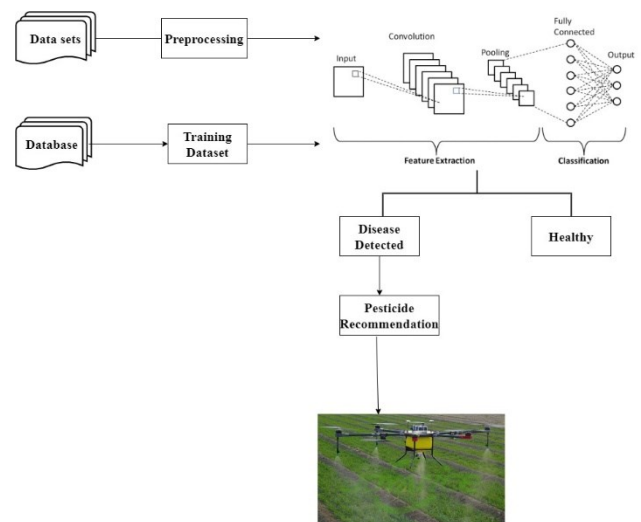 Data sets
Preprocessing
Database
Training
Dataset
Input
Convolution
Pooling
Fully
Connected
Output
Feature Extraction
Classification
Disease
Detected
Healthy
Pesticide
Recommendation